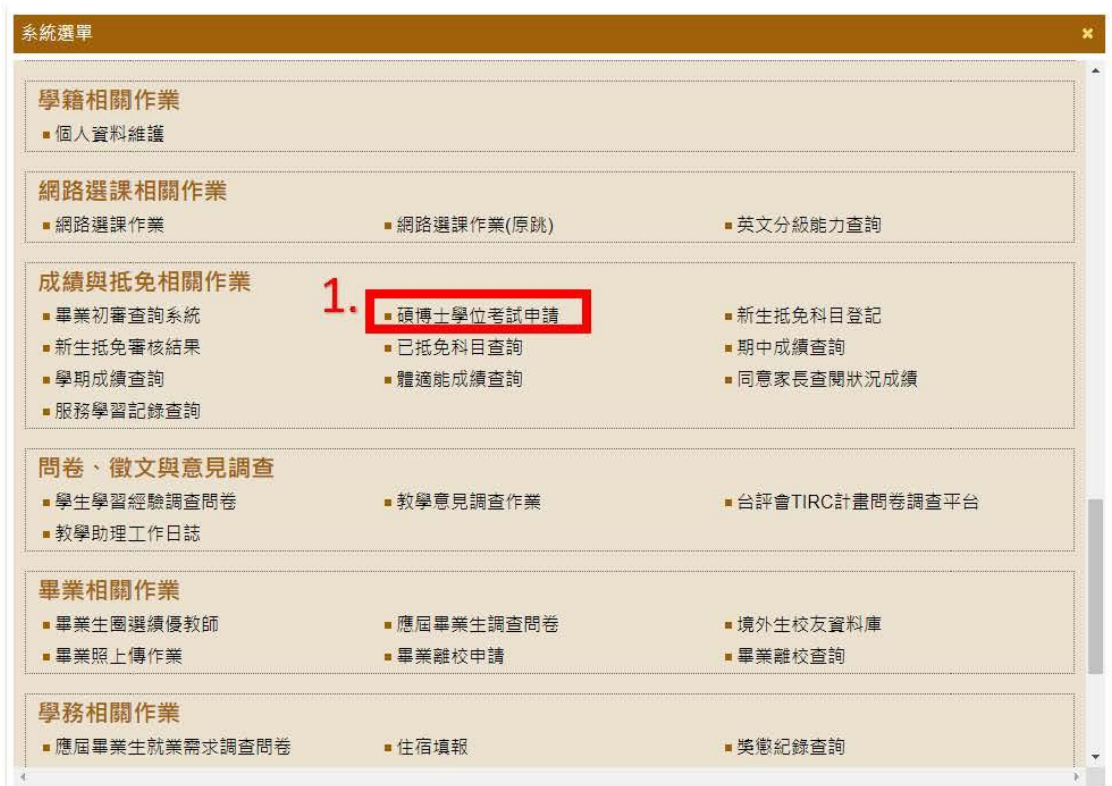 系統選單
學籍相關作業
個人資料維護
網路選課相關作業
網路選課作業 網路選課作業(原跳) 英文分級能力查詢
成績與抵免相關作業
1.
畢業初審查詢系統 碩博士學位考試申請 新生抵免科目登記
新生抵免審核結果 已抵免科目查詢 期中成績查詢
學期成績查詢 體適能成績查詢 同意家長查閱狀況成績
服務學習記錄查詢
問卷、徵文與意見調查
學生學習經驗調查問卷 教學意見調查作業 台評會TIRC計畫問卷調查平台
教學助理工作日誌
畢業相關作業
畢業生圈選績優教師 應屆畢業生調查問卷 境外生校友資料庫
畢業照上傳作業 畢業離校申請 畢業離校查詢
學務相關作業
應屆畢業生就業需求調查問卷 住宿填報 獎懲紀錄查詢